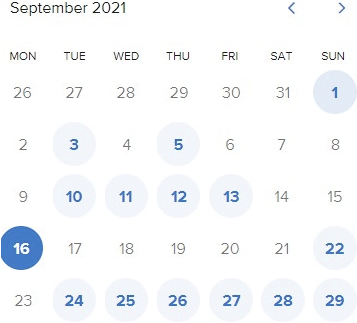 September 2021
MON TUE WED THU FRI SAT SUN
26 27 28 29 30 31 1
2 3 4 5 6 7 8
9 10 11 12 13 14 15
16 17 18 19 20 21 22
23 24 25 26 27 28 29